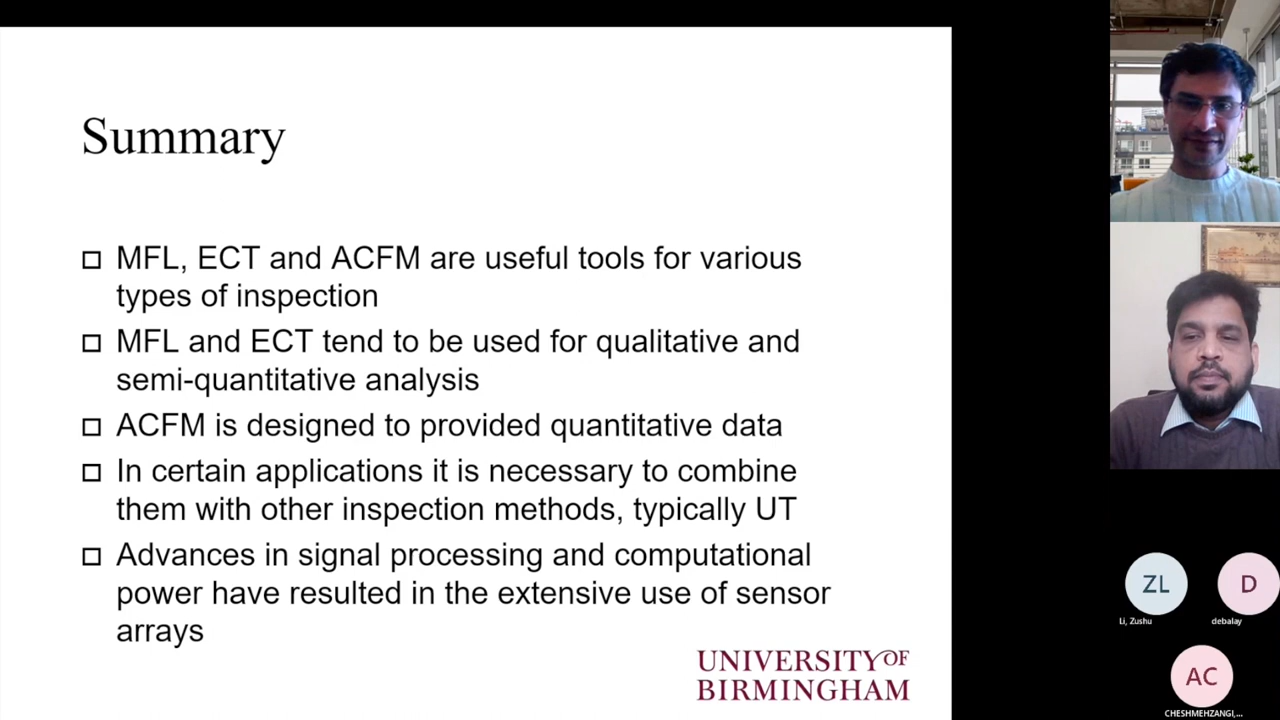 Summary
MFL, ECT and ACFM are useful tools for various
types of inspection
MFL and ECT tend to be used for qualitative and
semi-quantitative analysis
ACFM is designed to provided quantitative data
In certain applications it is necessary to combine
them with other inspection methods, typically UT
Advances in signal processing and computational
power have resulted in the extensive use of sensor
arrays
UNIVERSITY OF
BIRMINGHAM
ZL
Li, Zushu
D
debalay
AC
CHESHMEHZANGI,...